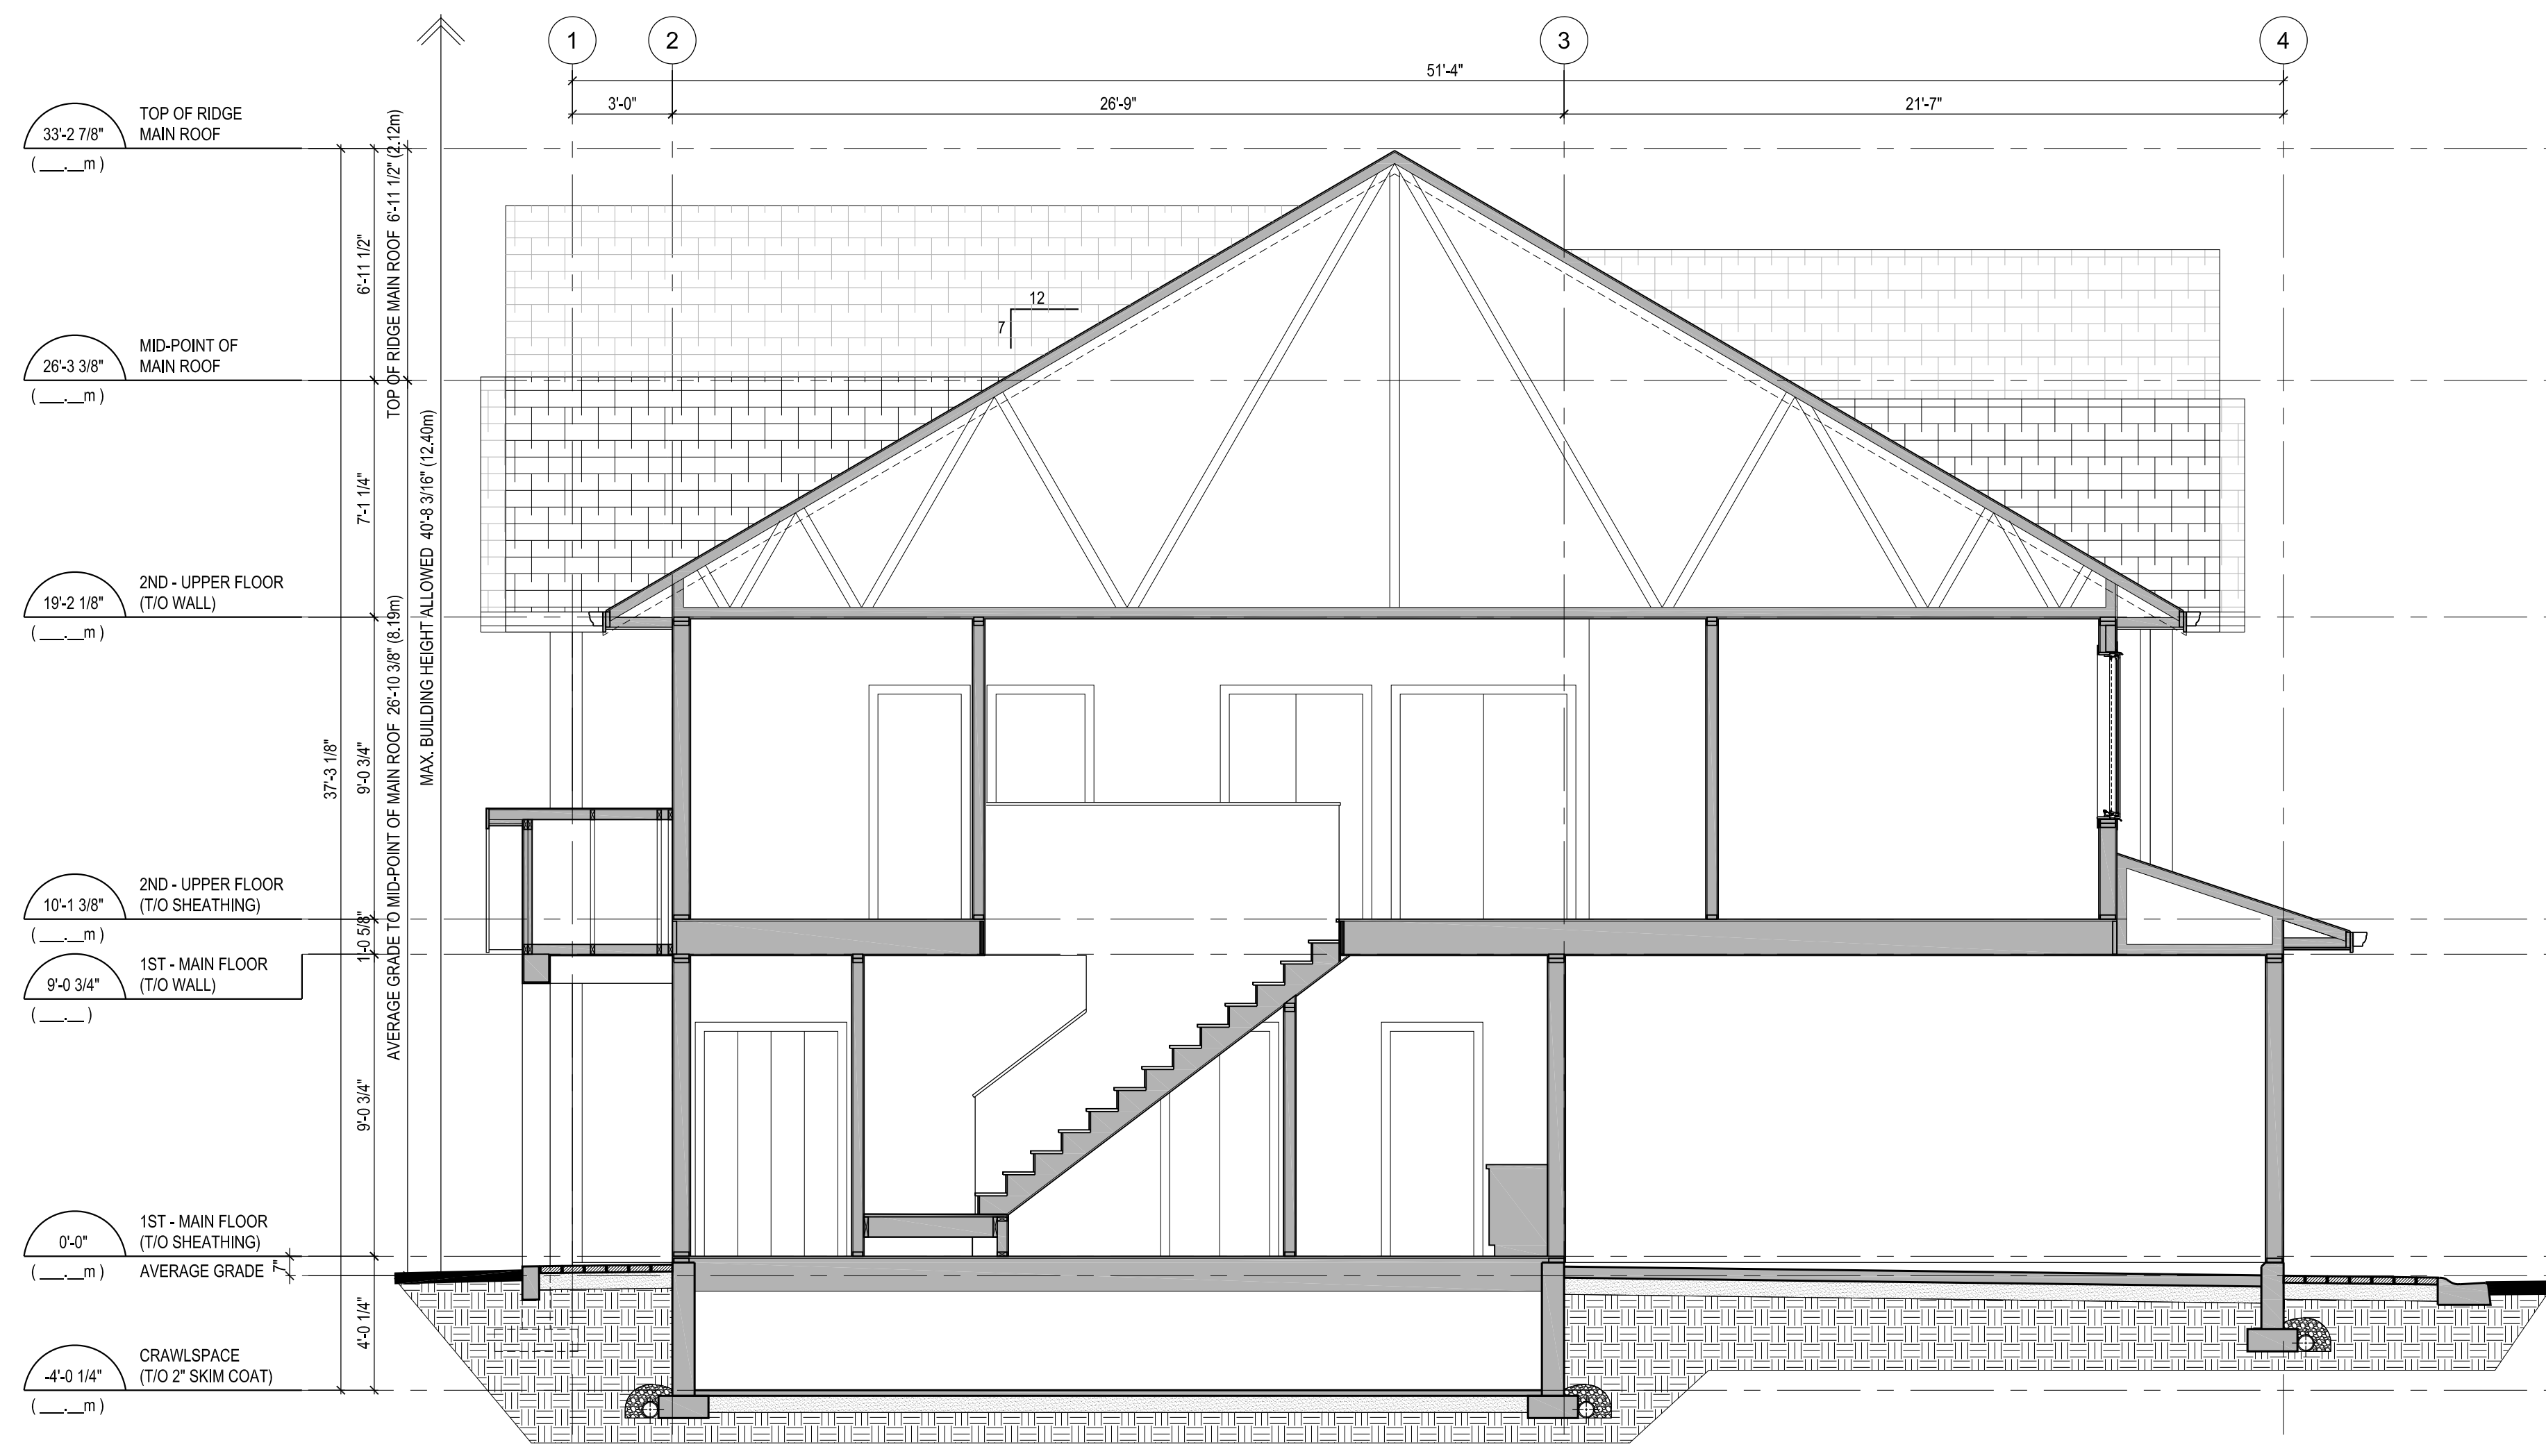 1
2
3
4
51'-4"
3'-0"
26'-9"
21'-7"
33'-2 7/8"
TOP OF RIDGE
MAIN ROOF
( ___.__m )
26'-3 3/8"
MID-POINT OF
MAIN ROOF
( ___.__m )
19'-2 1/8"
2ND - UPPER FLOOR
(T/O WALL)
( ___.__m )
10'-1 3/8"
2ND - UPPER FLOOR
(T/O SHEATHING)
( ___.__m )
9'-0 3/4"
1ST - MAIN FLOOR
(T/O WALL)
( ___.__ )
0'-0"
1ST - MAIN FLOOR
(T/O SHEATHING)
( ___.__m )
AVERAGE GRADE
7"
-4'-0 1/4"
CRAWLSPACE
(T/O 2" SKIM COAT)
( ___.__m )
37'-3 1/8"
6'-11 1/2"
7'-1 1/4"
9'-0 3/4"
1'-0 5/8"
9'-0 3/4"
4'-0 1/4"
TOP OF RIDGE MAIN ROOF 6'-11 1/2" (2.12m)
AVERAGE GRADE TO MID-POINT OF MAIN ROOF 26'-10 3/8" (8.19m)
MAX. BUILDING HEIGHT ALLOWED 40'-8 3/16" (12.40m)
12
7